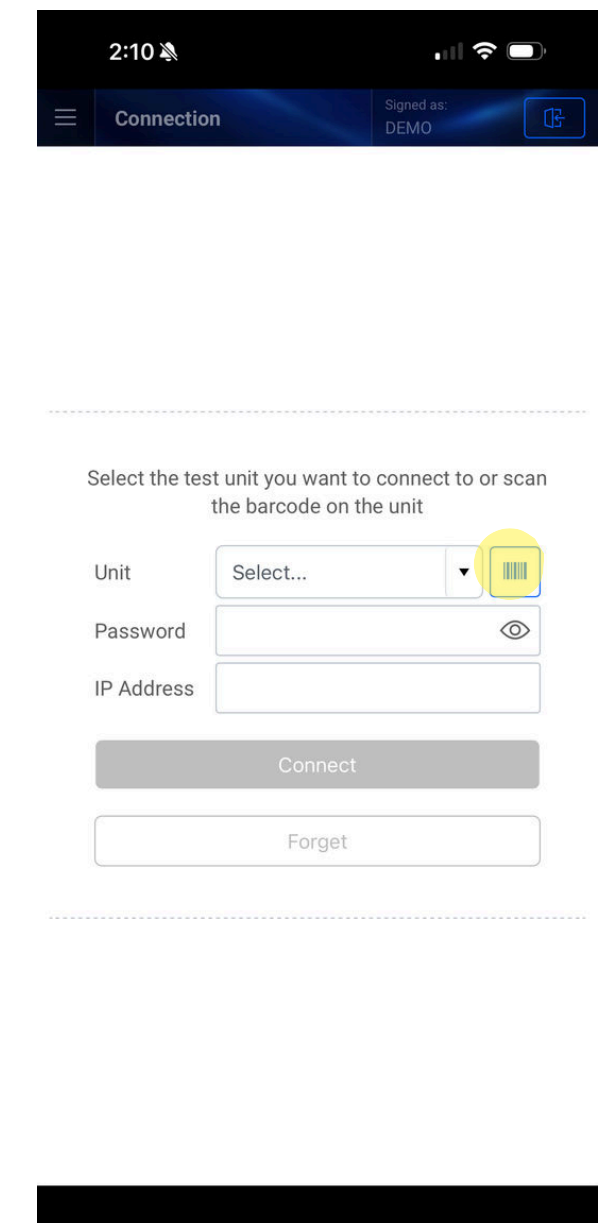 2:10
Connection
Signed as:
DEMO
Select the test unit you want to connect to or scan
the barcode on the unit
Unit
Select...
Password
IP Address
Connect
Forget